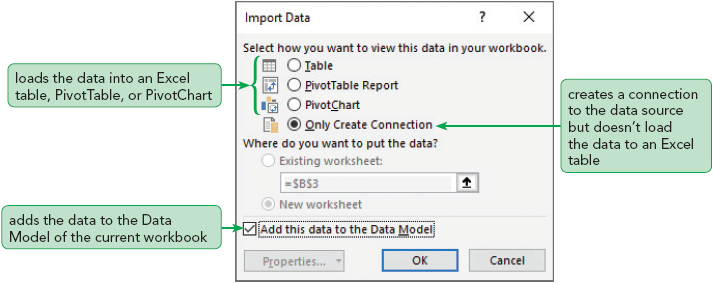 Import Data
?
×
Select how you want to view this data in your workbook.
loads the data into an Excel
table, PivotTable, or PivotChart
Table
PivotTable Report
PivotChart
Only Create Connection
creates a connection
to the data source
but doesn’t load
the data to an Excel
table
Where do you want to put the data?
Existing worksheet:
=$B$3
New worksheet
adds the data to the Data
Model of the current workbook
Add this data to the Data Model
Properties...
OK
Cancel